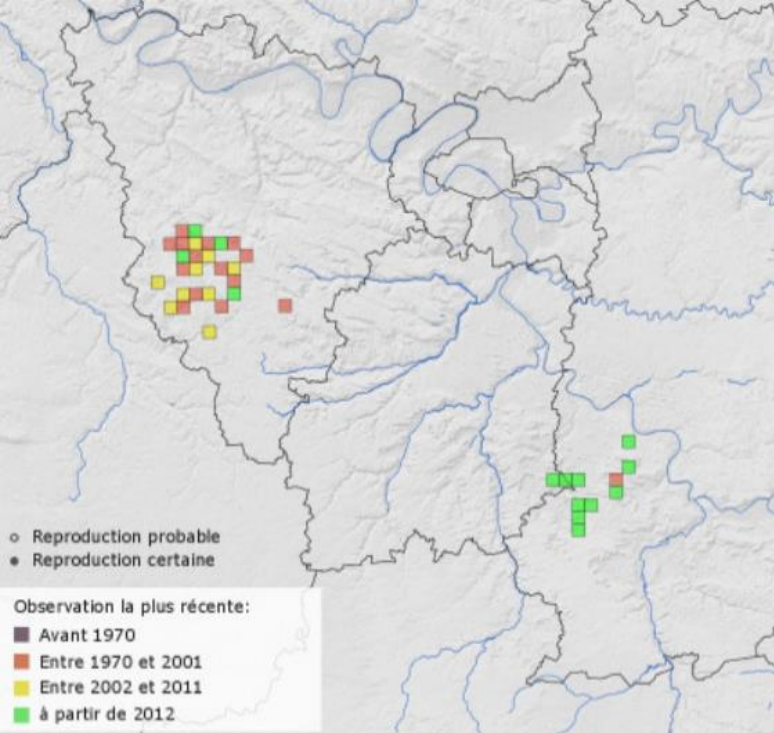 Reproduction probable
Reproduction certaine
Observation la plus récente:
Avant 1970
Entre 1970 et 2001
Entre 2002 et 2011
à partir de 2012